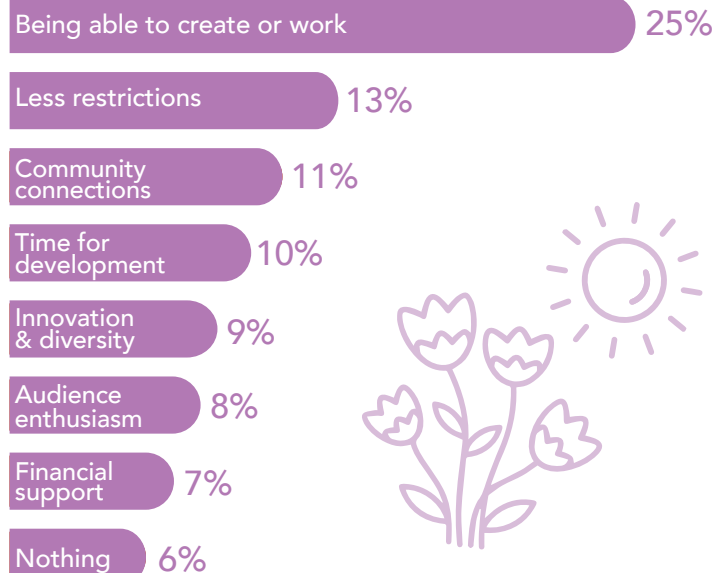 Being able to create or work 25%
Less restrictions 13%
Community
connections 11%
Time for
development 10%
Innovation
& diversity 9%
Audience
enthusiasm 8%
Financial
support 7%
Nothing 6%